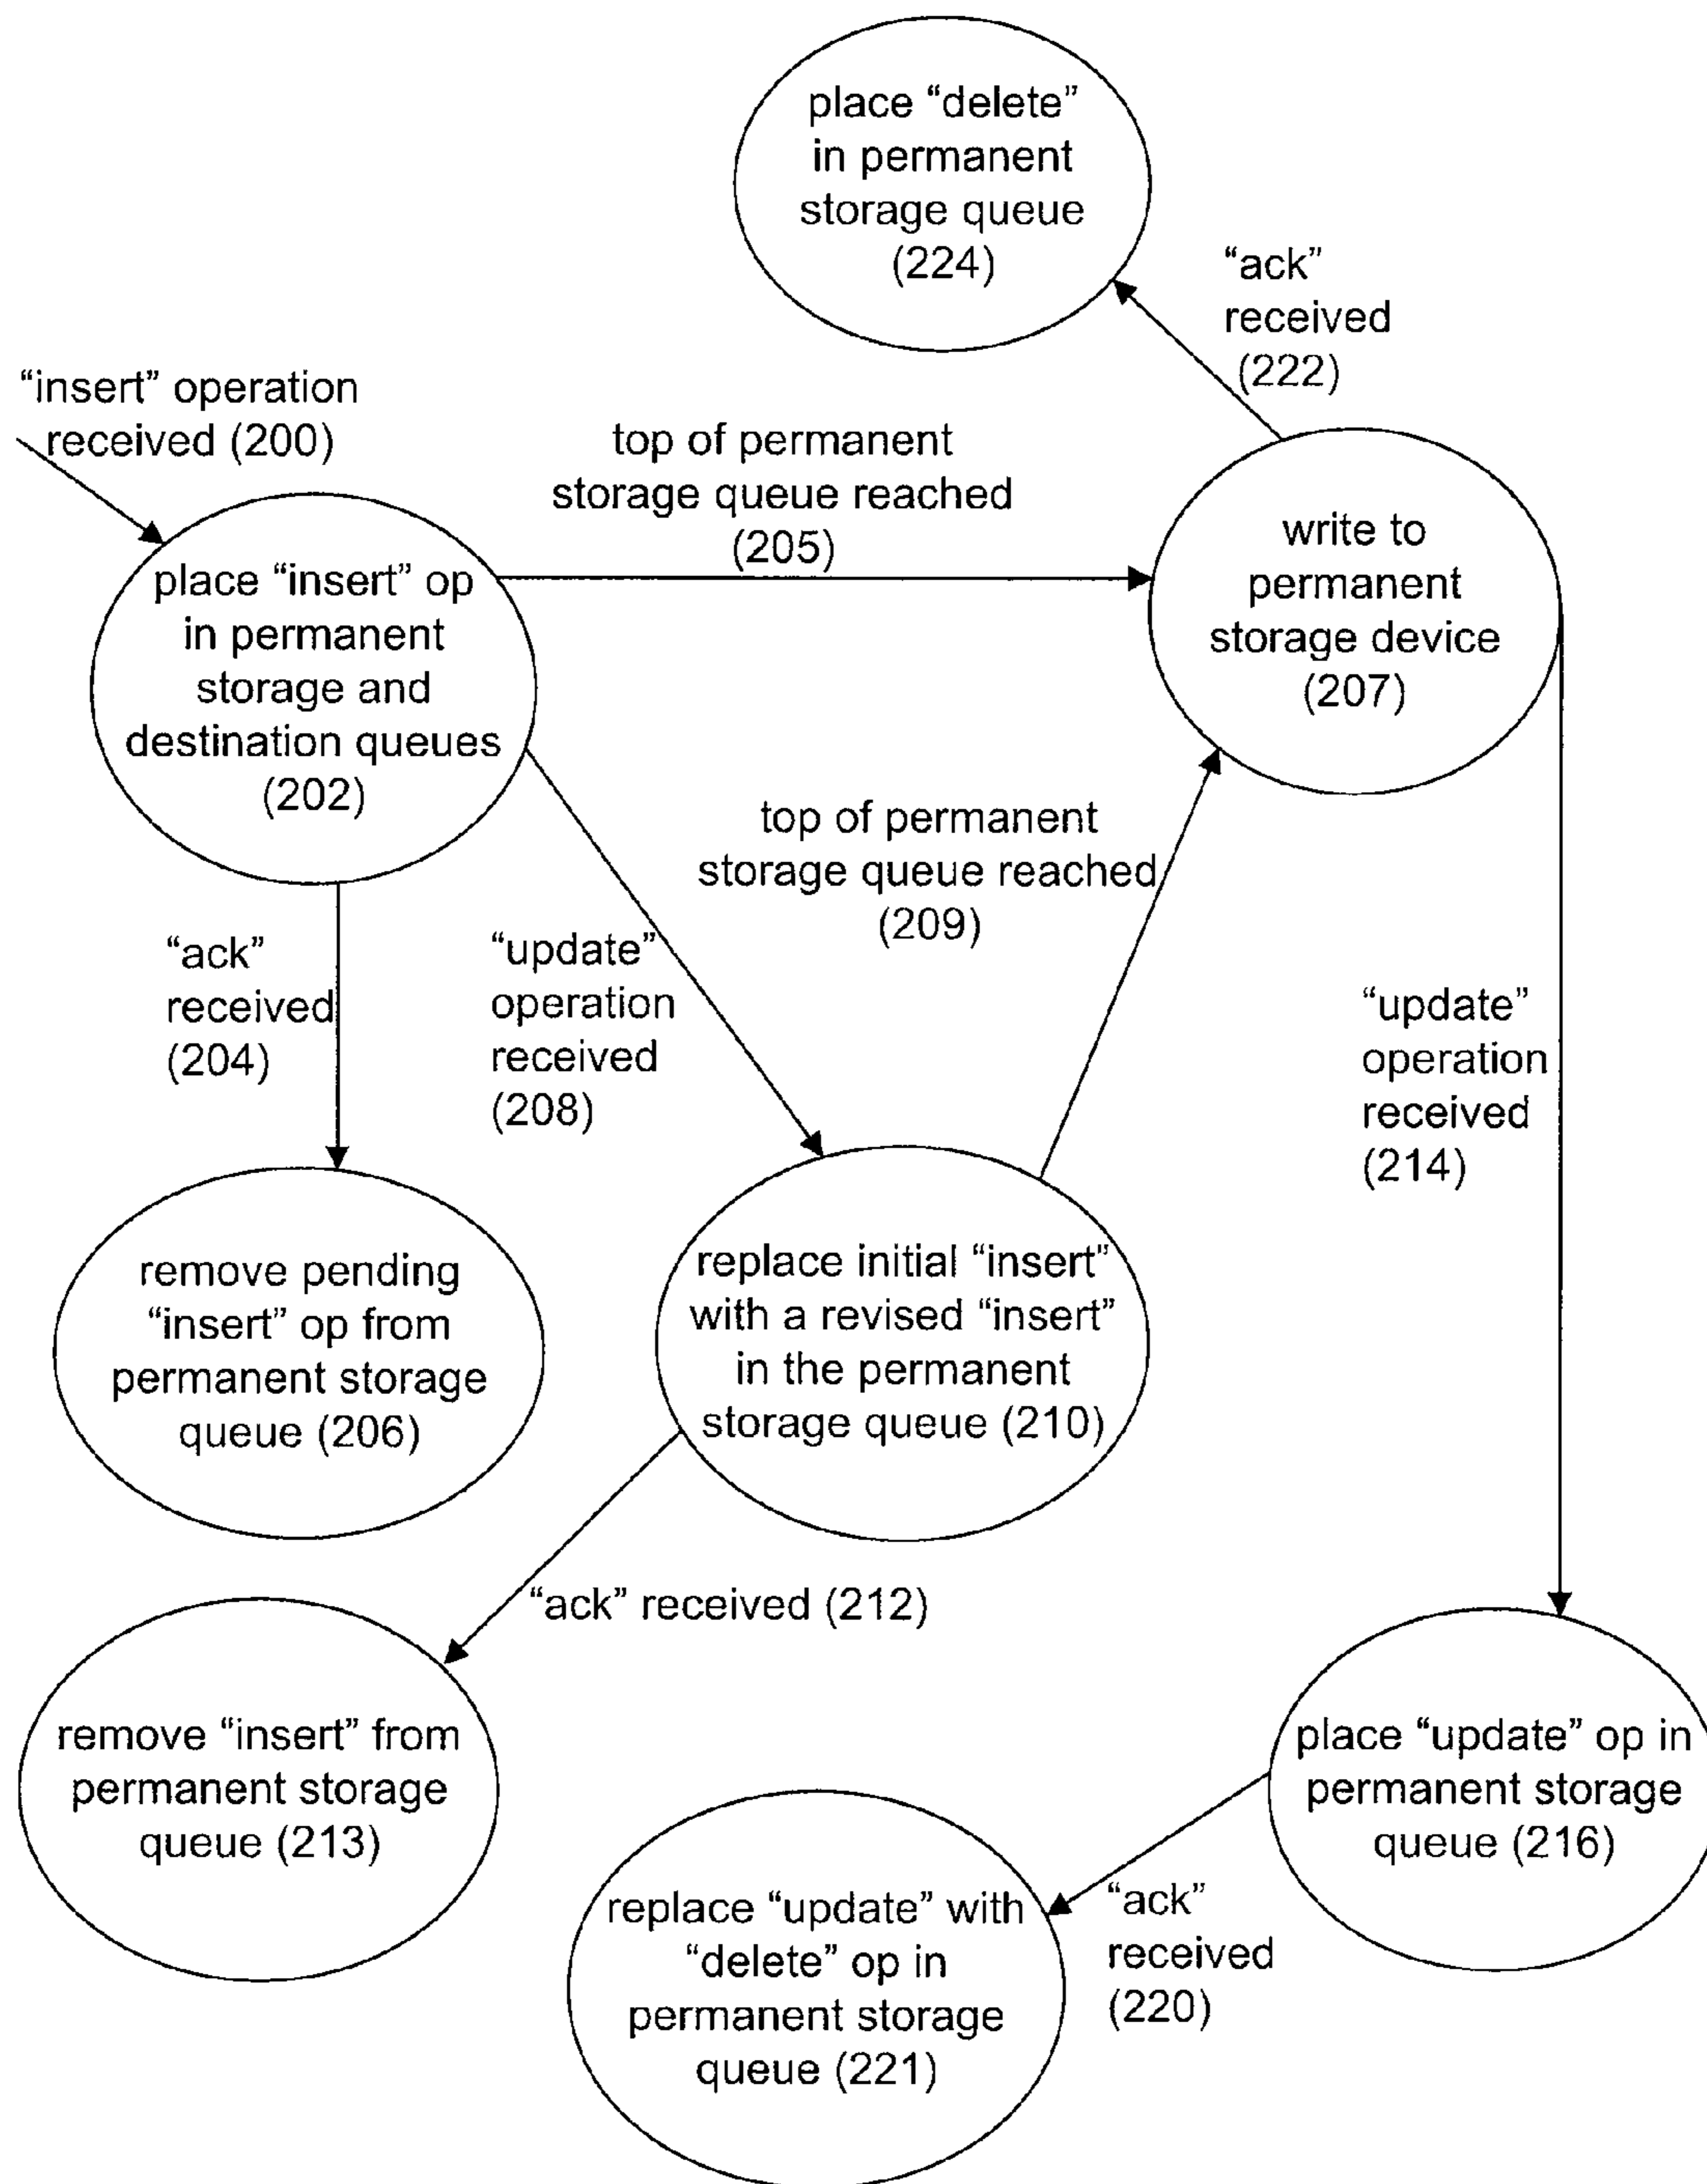 place “delete”
in permanent
storage queue
(224)
“ack”
received
(222)
“insert” operation
received (200)
top of permanent
storage queue reached
(205)
place “insert” op
in permanent
storage and
destination queues
(202)
write to
permanent
storage device
(207)
top of permanent
storage queue reached
(209)
“ack”
received
(204)
“update”
operation
received
(208)
“update”
operation
received
(214)
remove pending
“insert” op from
permanent storage
queue (206)
replace initial “insert”
with a revised “insert”
in the permanent
storage queue (210)
“ack” received (212)
remove “insert” from
permanent storage
queue (213)
place “update” op in
permanent storage
queue (216)
replace “update” with
“delete” op in
permanent storage
queue (221)
“ack”
received
(220)